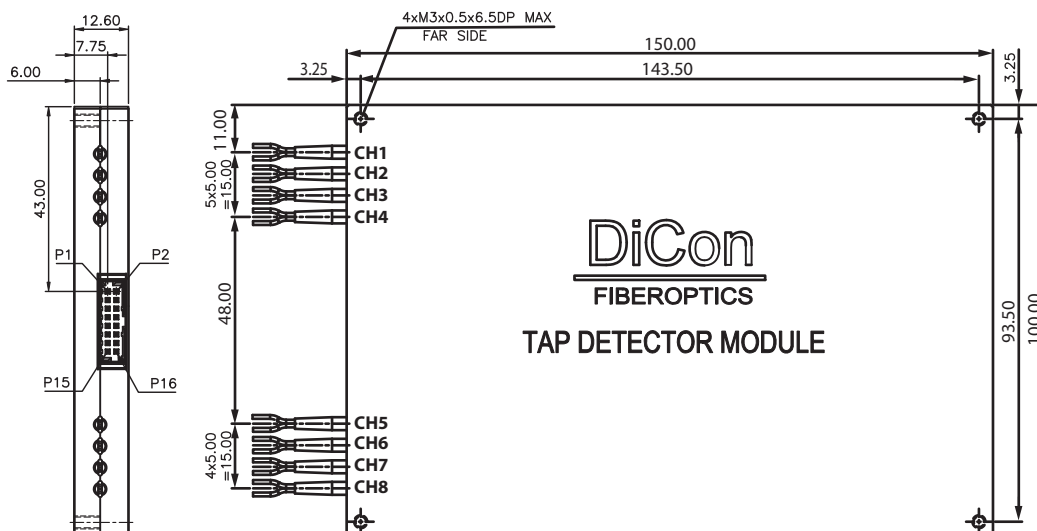 12.60
7.75
6.00
43.00
P1
P2
P15
P16
4xM3x0.5x6.5DP MAX
FAR SIDE
150.00
143.50
3.25
3.25
11.00
5x5.00
=15.00
48.00
4x5.00
=15.00
CH1
CH2
CH3
CH4
CH5
CH6
CH7
CH8
DiCon
FIBEROPTICS
TAP DETECTOR MODULE
93.50
100.00